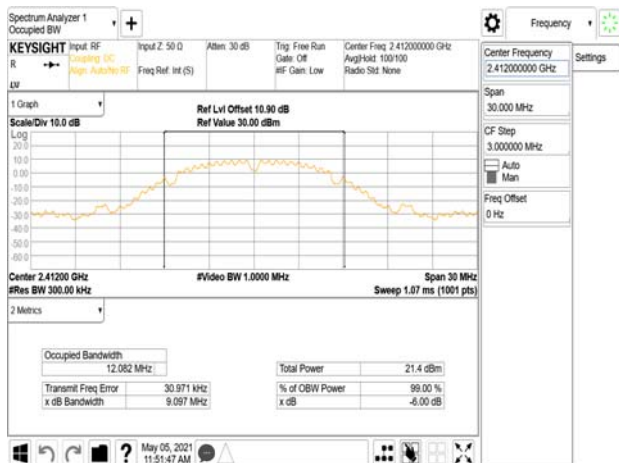 Spectrum Analyzer 1
Occupied BW
Frequency
KEYSIGHT
Input: RF
Coupling: DC
Align: Auto/No RF
Input Z: 50 Ω
Freq Ref: Int (S)
Atten: 30 dB
Trig: Free Run
Gate: Off
#IF Gain: Low
Center Freq: 2.412000000 GHz
Avg|Hold: 100/100
Radio Std: None
R
LXI
Center Frequency
2.412000000 GHz
Settings
Span
30.000 MHz
CF Step
3.000000 MHz
Auto
Man
Freq Offset
0 Hz
1 Graph
Scale/Div 10.0 dB
Ref Lvl Offset 10.90 dB
Ref Value 30.00 dBm
Log
20.0
10.0
0.00
-10.0
-20.0
-30.0
-40.0
-50.0
-60.0
Center 2.41200 GHz
#Video BW 1.0000 MHz
Span 30 MHz
#Res BW 300.00 kHz
Sweep 1.07 ms (1001 pts)
2 Metrics
Occupied Bandwidth
12.082 MHz
Total Power 21.4 dBm
Transmit Freq Error 30.971 kHz
% of OBW Power 99.00 %
x dB Bandwidth 9.097 MHz
x dB -6.00 dB
May 05, 2021
11:51:47 AM